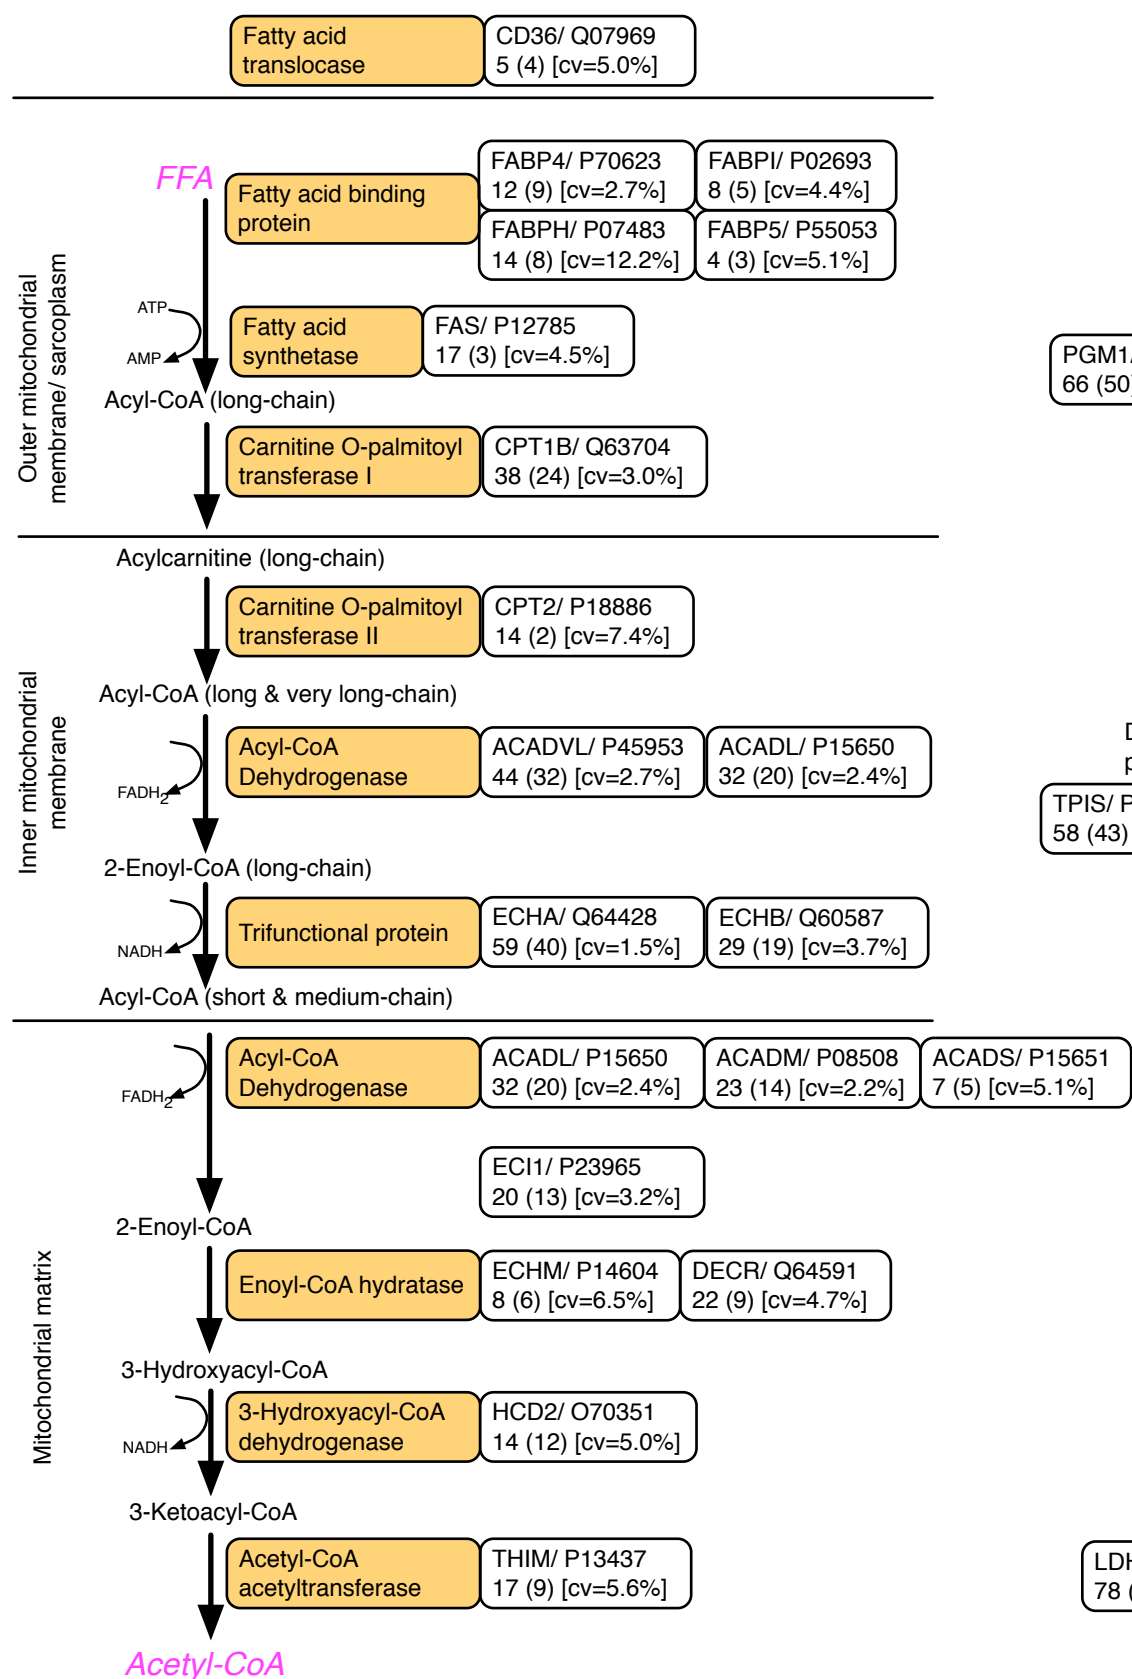 Fatty acid
translocase
CD36/ Q07969
5 (4) [cv=5.0%]
FFA
Fatty acid binding
protein
FABP4/ P70623
12 (9) [cv=2.7%]
FABPI/ P02693
8 (5) [cv=4.4%]
FABPH/ P07483
14 (8) [cv=12.2%]
FABP5/ P55053
4 (3) [cv=5.1%]
Outer mitochondrial
membrane/ sarcoplasm
ATP
AMP
Fatty acid
synthetase
FAS/ P12785
17 (3) [cv=4.5%]
PGM1/
66 (50)
Acyl-CoA (long-chain)
Carnitine O-palmitoyl
transferase I
CPT1B/ Q63704
38 (24) [cv=3.0%]
Acylcarnitine (long-chain)
Carnitine O-palmitoyl
transferase II
CPT2/ P18886
14 (2) [cv=7.4%]
Inner mitochondrial
membrane
Acyl-CoA (long & very long-chain)
FADH2
Acyl-CoA
Dehydrogenase
ACADVL/ P45953
44 (32) [cv=2.7%]
ACADL/ P15650
32 (20) [cv=2.4%]
D
p
TPIS/ P
58 (43)
2-Enoyl-CoA (long-chain)
NADH
Trifunctional protein
ECHA/ Q64428
59 (40) [cv=1.5%]
ECHB/ Q60587
29 (19) [cv=3.7%]
Acyl-CoA (short & medium-chain)
Mitochondrial matrix
FADH2
Acyl-CoA
Dehydrogenase
ACADL/ P15650
32 (20) [cv=2.4%]
ACADM/ P08508
23 (14) [cv=2.2%]
ACADS/ P15651
7 (5) [cv=5.1%]
ECI1/ P23965
20 (13) [cv=3.2%]
2-Enoyl-CoA
Enoyl-CoA hydratase
ECHM/ P14604
8 (6) [cv=6.5%]
DECR/ Q64591
22 (9) [cv=4.7%]
3-Hydroxyacyl-CoA
NADH
3-Hydroxyacyl-CoA
dehydrogenase
HCD2/ O70351
14 (12) [cv=5.0%]
3-Ketoacyl-CoA
Acetyl-CoA
acetyltransferase
THIM/ P13437
17 (9) [cv=5.6%]
LDH
78 (
Acetyl-CoA